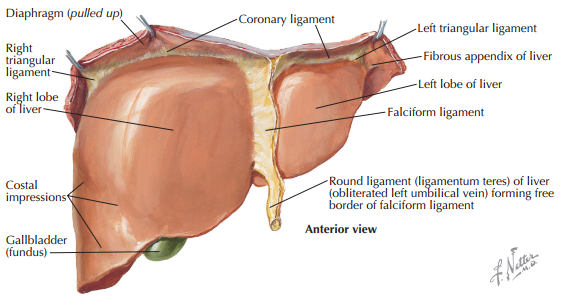 Diaphragm (pulled up)
Coronary ligament
Left triangular ligament
Right
triangular
ligament
Fibrous appendix of liver
Left lobe of liver
Right lobe
of liver
Falciform ligament
Costal
impressions
Round ligament (ligamentum teres) of liver
(obliterated left umbilical vein) forming free
border of falciform ligament
Anterior view
Gallbladder
(fundus)
f. Netter
M.D.